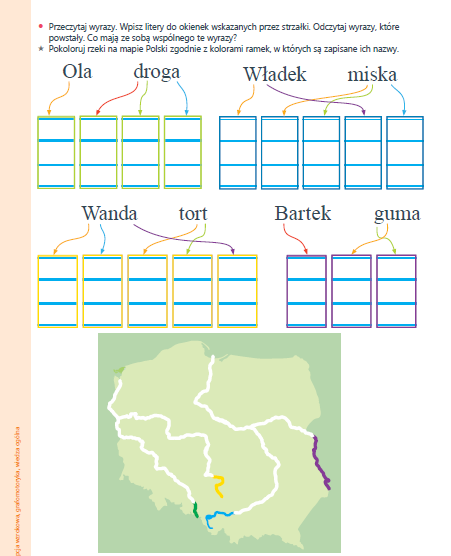 • Przeczytaj wyrazy. Wpisz litery do okienek wskazanych przez strzałki. Odczytaj wyrazy, które
powstały. Co mają ze sobą wspólnego te wyrazy?
★ Pokoloruj rzeki na mapie Polski zgodnie z kolorami ramek, w których są zapisane ich nazwy.
Ola droga Władek miska
Wanda tort Bartek guma
cja wzrokowa, grafomotoryka, wiedza ogólna